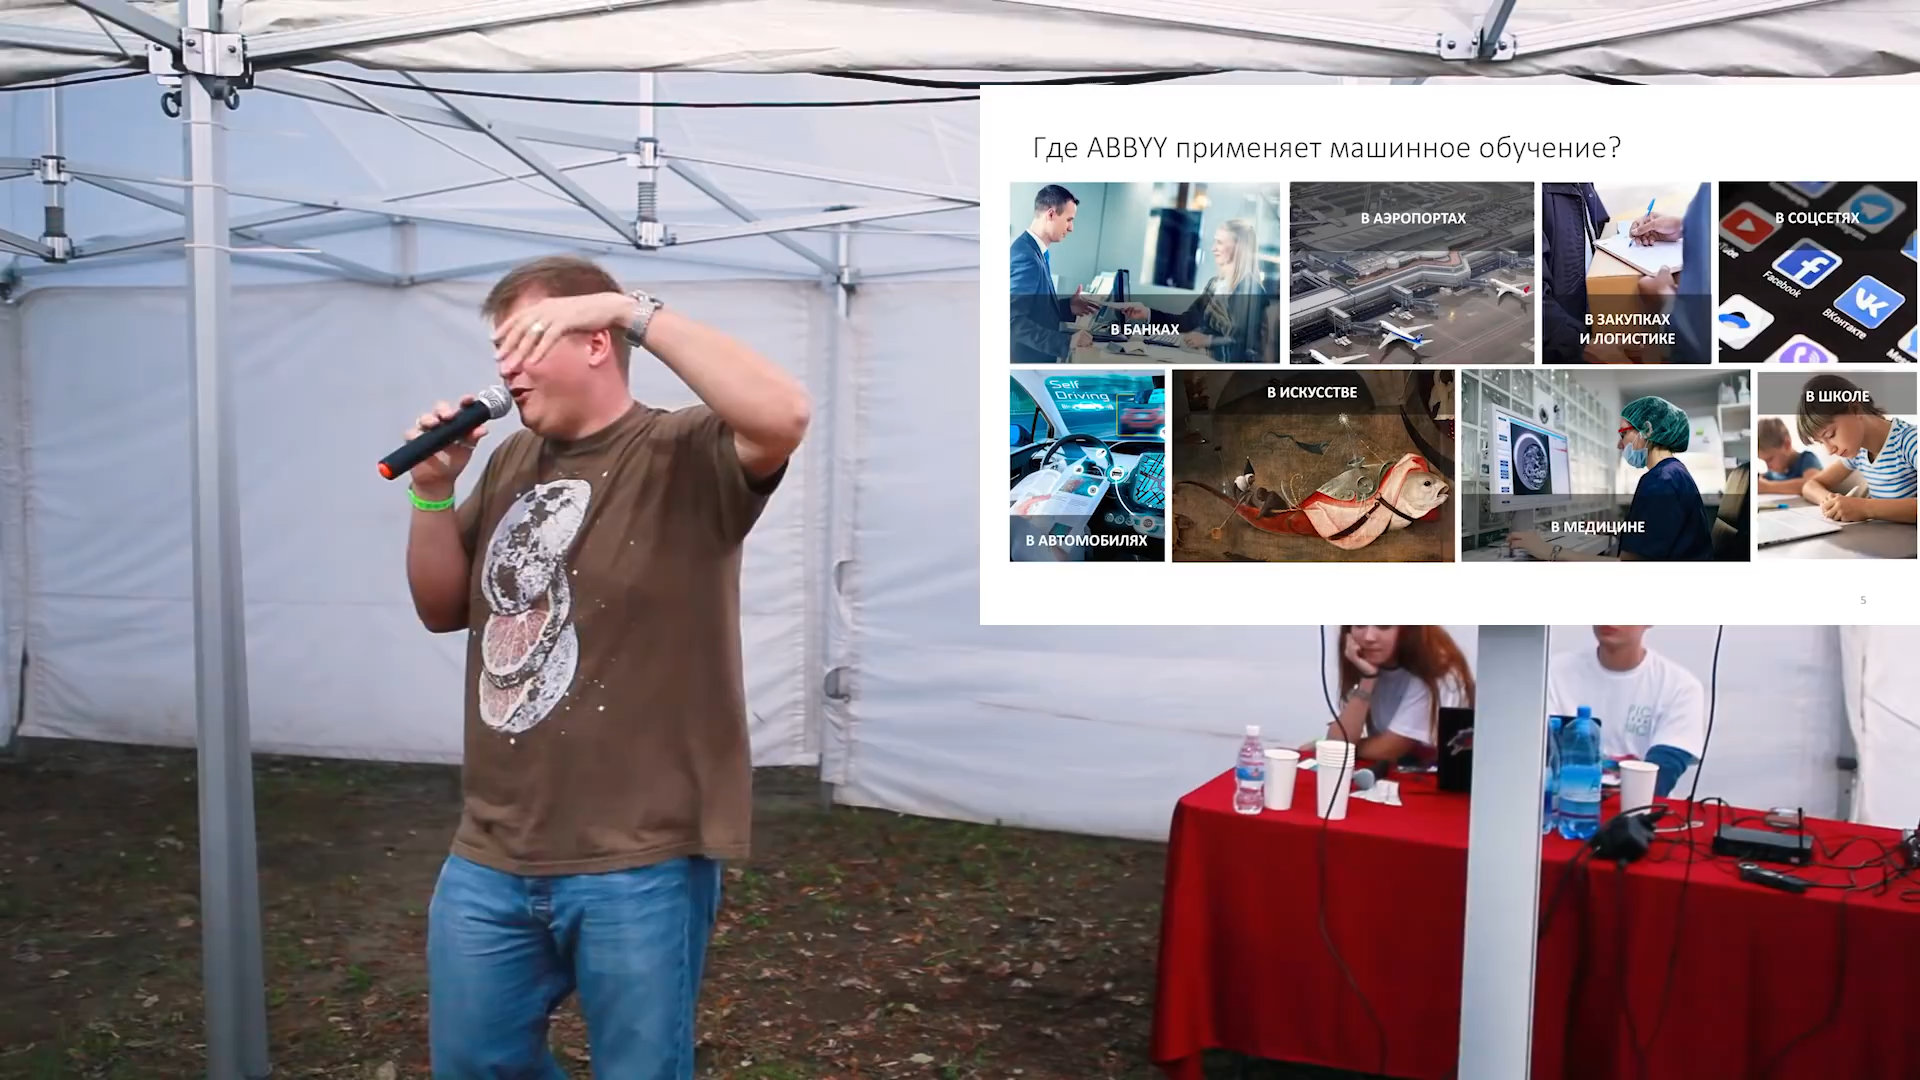 Где ABBYY применяет машинное обучение?
В БАНКАХ
В АЭРОПОРТАХ
В ЗАКУПКАХ
И ЛОГИСТИКЕ
В СОЦСЕТЯХ
Facebook
ВКонтакте
Self
Driving
В АВТОМОБИЛЯХ
В ИСКУССТВЕ
В МЕДИЦИНЕ
В ШКОЛЕ
5